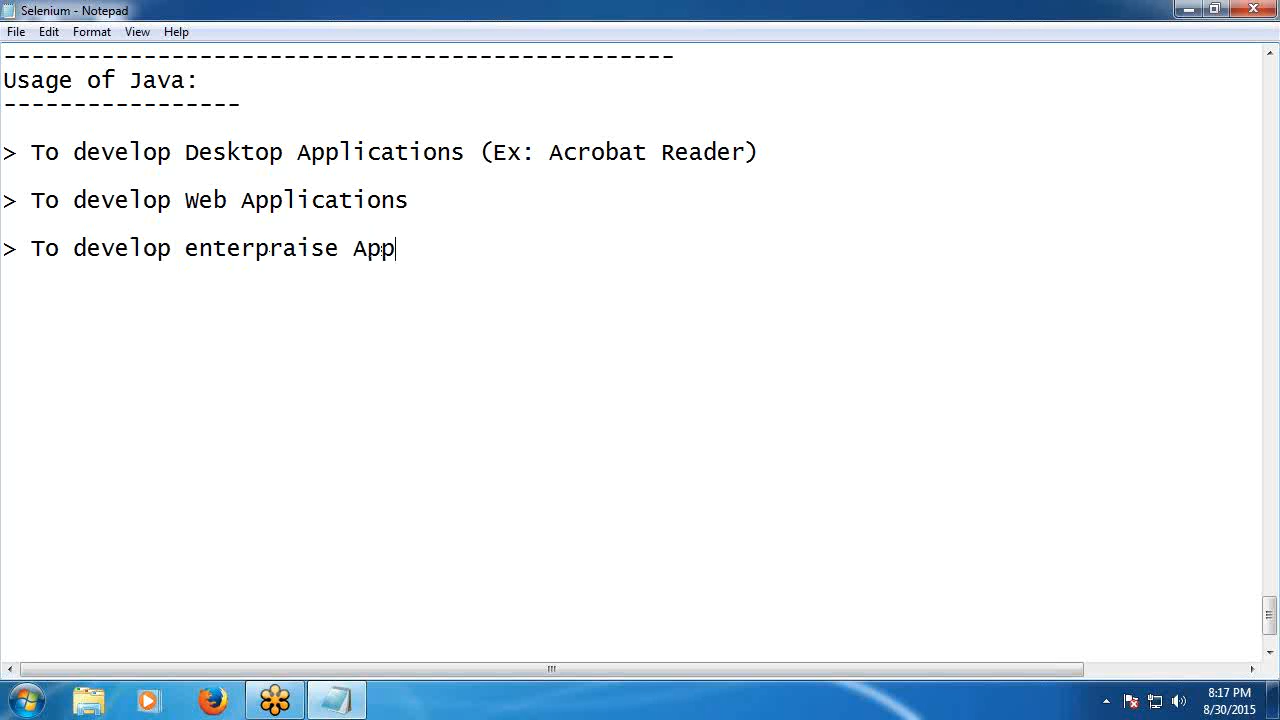 Selenium - Notepad
File Edit Format View Help
------------------------------------------------
Usage of Java:
-----------------
> To develop Desktop Applications (Ex: Acrobat Reader)
> To develop Web Applications
> To develop enterpraise App
8:17 PM
8/30/2015